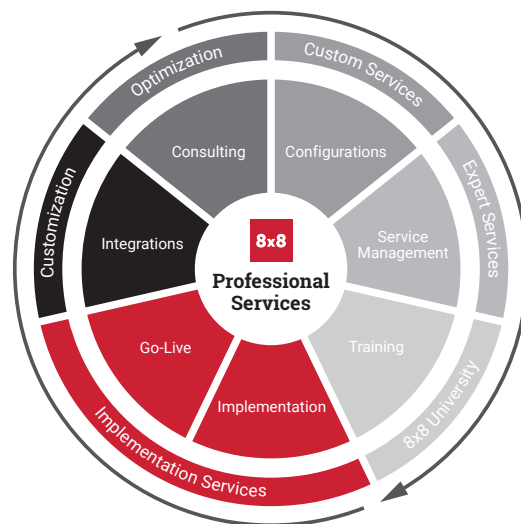 Optimization
Custom Services
Consulting
Configurations
Customization
Expert Services
Integrations
8x8
Professional
Services
Service
Management
Go-Live
Training
Implementation
Implementation Services
8x8 University